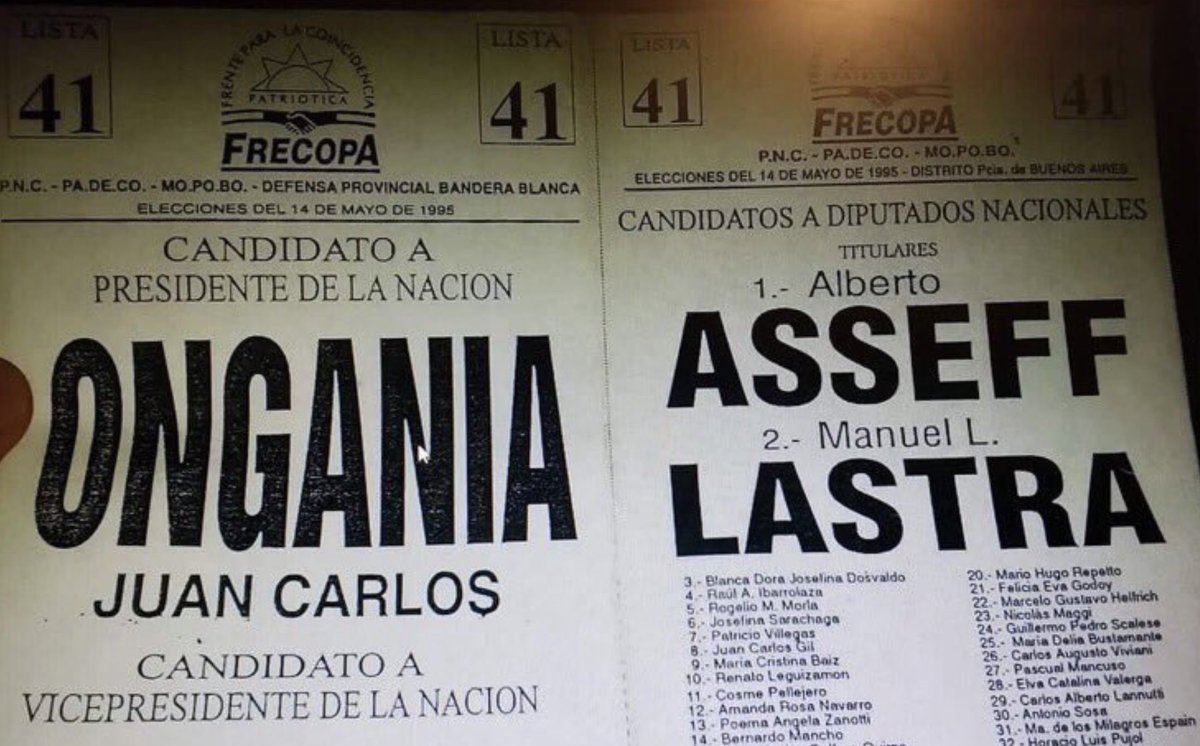 LISTA
41
FRENTE PARA LA COINCIDENCIA
PATRIOTICA
FRECOPA
LISTA
41
P.N.C. - PA.DE.CO. - MO.PO.BO. - DEFENSA PROVINCIAL BANDERA BLANCA
ELECCIONES DEL 14 DE MAYO DE 1995
CANDIDATO A
PRESIDENTE DE LA NACION
ONGANIA
JUAN CARLOS
CANDIDATO A
VICEPRESIDENTE DE LA NACION
LISTA
41
PATRIOTICA
FRECOPA
41
P.N.C. - PA.DE.CO. - MO.PO.BO.
ELECCIONES DEL 14 DE MAYO DE 1995 - DISTRITO Pcia. de BUENOS AIRES
CANDIDATOS A DIPUTADOS NACIONALES
TITULARES
1.- Alberto
ASSEFF
2.- Manuel L.
LASTRA
3.- Blanca Dora Josefina Dosvaldo
4.- Raúl A. Ibarrolaza
5.- Rogelio M. Morla
6.- Josefina Sarachaga
7.- Patricio Villegas
8.- Juan Carlos Gil
9.- María Cristina Baiz
10.- Renato Leguizamon
11.- Cosme Pellejero
12.- Amanda Rosa Navarro
13.- Poema Angela Zanotti
14.- Bernardo Mancho
20.- Mario Hugo Repetto
21.- Felicia Eva Godoy
22.- Marcelo Gustavo Helfrich
23.- Nicolás Maggi
24.- Guillermo Pedro Scalese
25.- María Delia Bustamante
26.- Carlos Augusto Viviani
27.- Pascual Mancuso
28.- Elva Catalina Valerga
29.- Carlos Alberto Lannutti
30.- Antonio Sosa
31.- Ma. de los Milagros Espain
32.- Horacio Luis Pujol